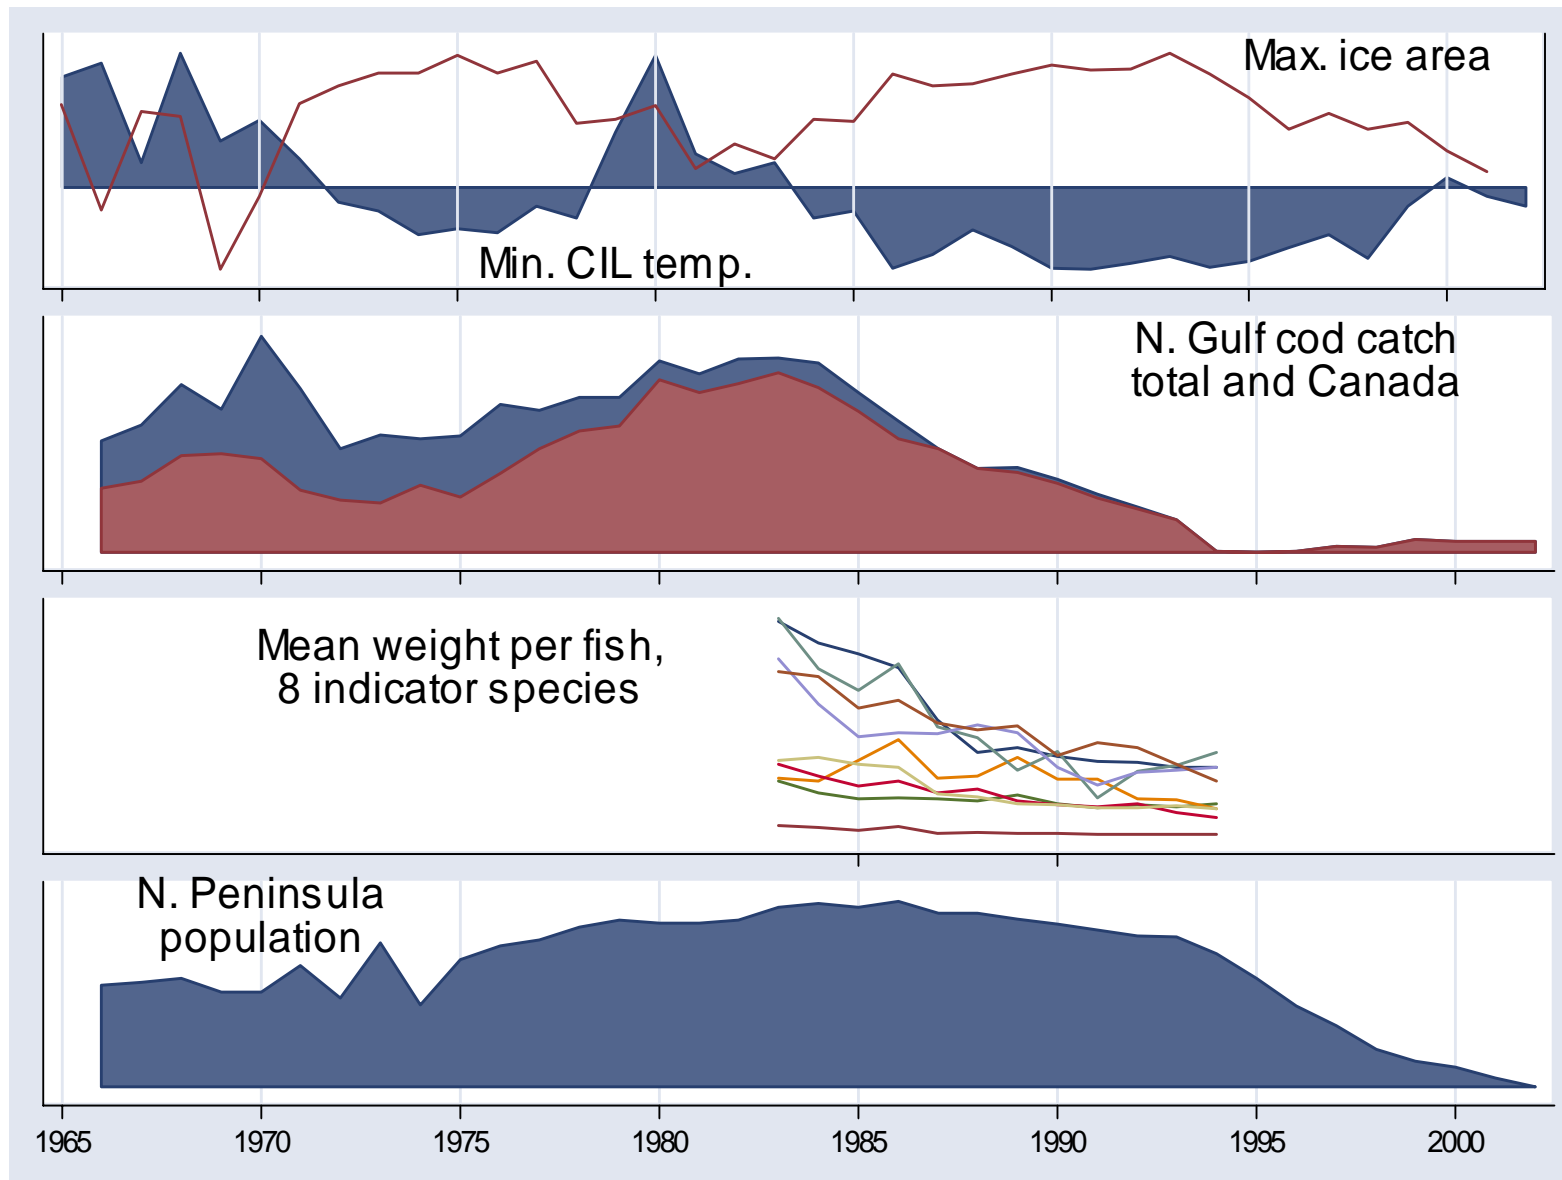 Max. ice area
Min. CIL temp.
N. Gulf cod catch
total and Canada
Mean weight per fish,
8 indicator species
N. Peninsula
population
1965 1970 1975 1980 1985 1990 1995 2000